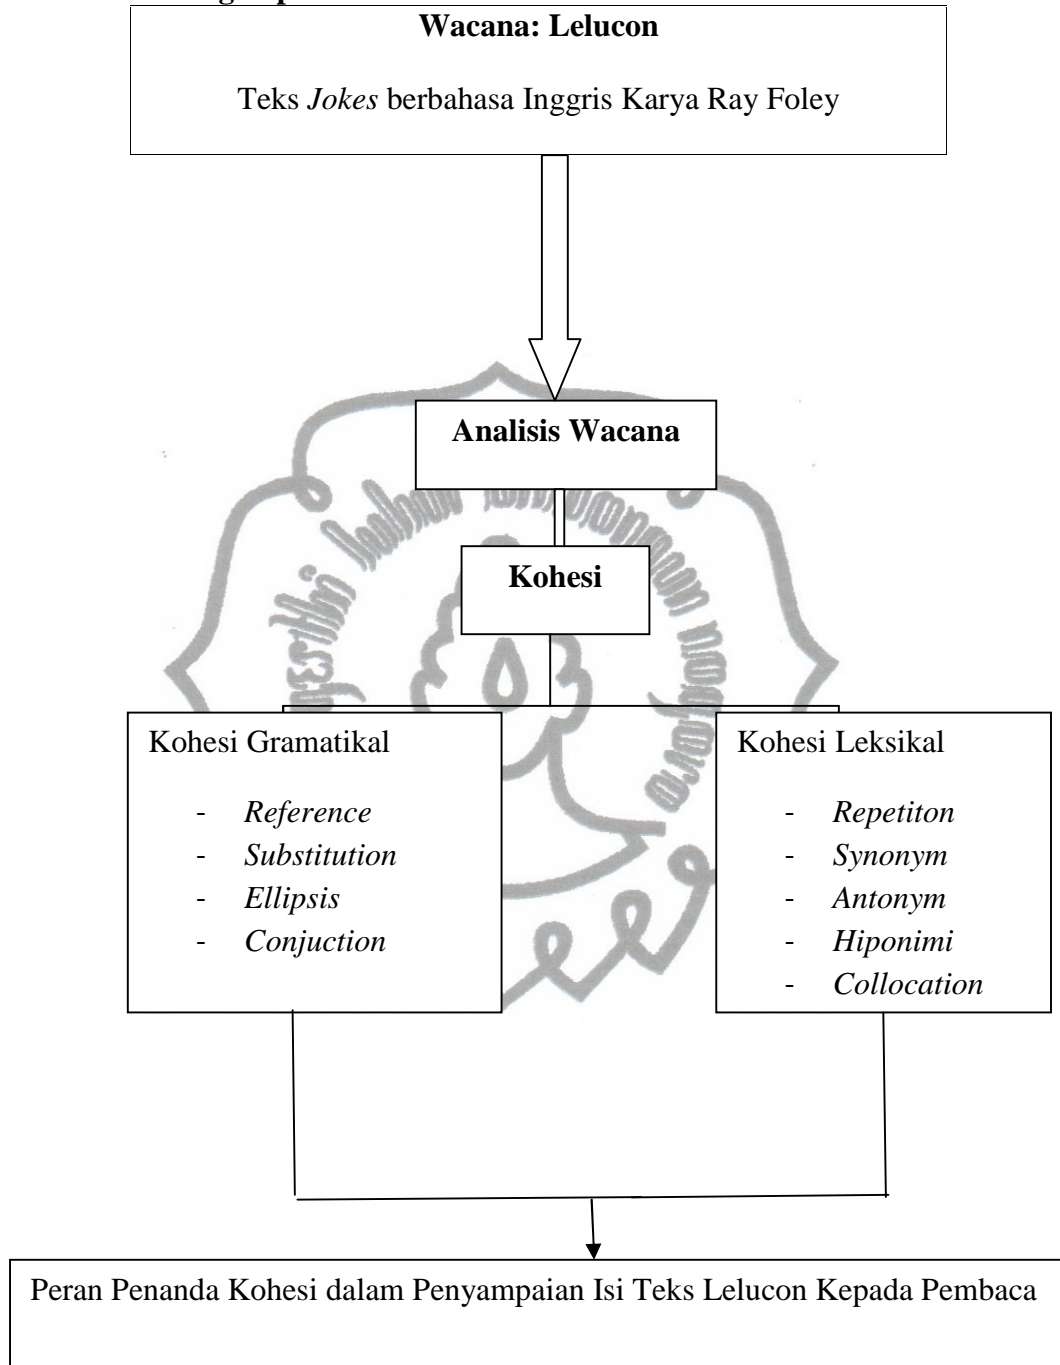 Wacana: Lelucon
Teks Jokes berbahasa Inggris Karya Ray Foley
Analisis Wacana
Kohesi
Kohesi Gramatikal
- Reference
- Substitution
- Ellipsis
- Conjuction
Kohesi Leksikal
- Repetiton
- Synonym
- Antonym
- Hiponimi
- Collocation
Peran Penanda Kohesi dalam Penyampaian Isi Teks Lelucon Kepada Pembaca